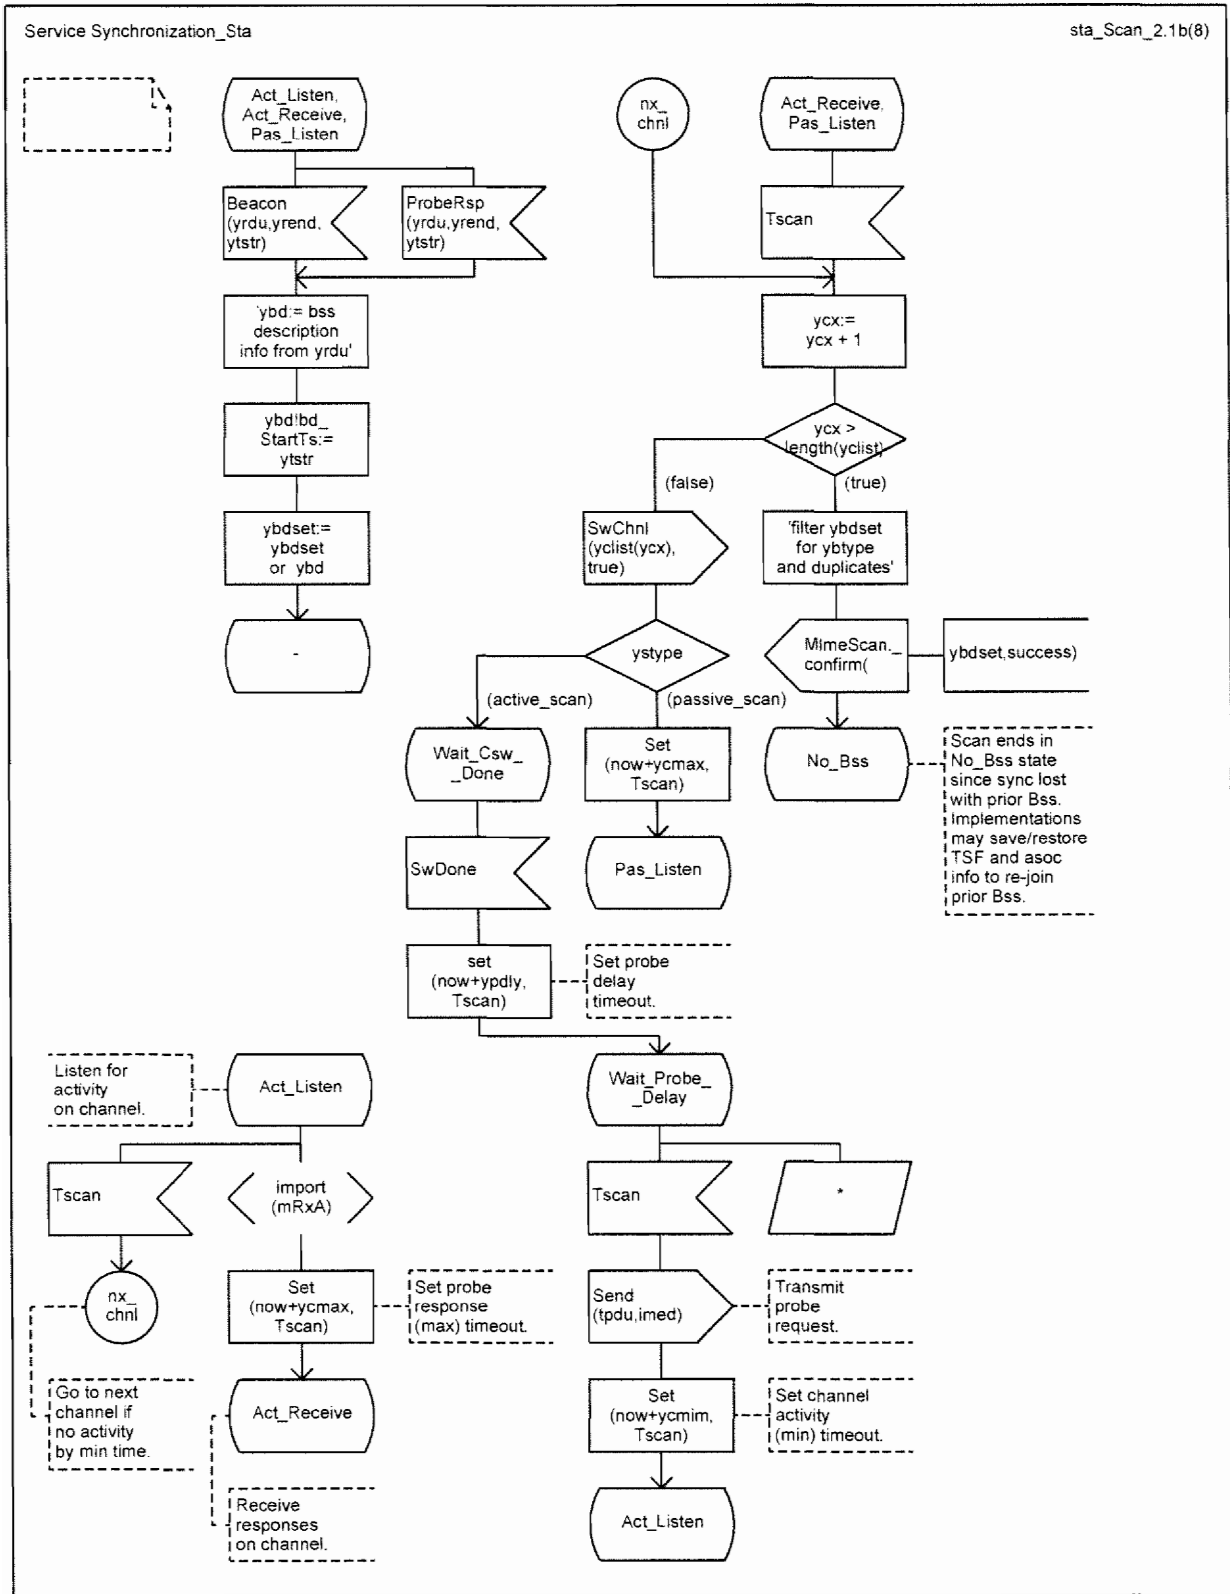 Service Synchronization_Sta
sta_Scan_2.1b(8)
Act_Listen,
Act_Receive,
Pas_Listen
nx_
chnl
Act_Receive,
Pas_Listen
Beacon
(yrdu,yrend,
ytstr)
ProbeRsp
(yrdu,yrend,
ytstr)
Tscan
'ybd:= bss
description
info from yrdu'
ycx:=
ycx + 1
ybd!bd_
StartTs:=
ytstr
ycx >
length(yclist)
(false)
(true)
ybdset:=
ybdset
or ybd
SwChnl
(yclist(ycx),
true)
'filter ybdset
for ybtype
and duplicates'
-
ystype
MlmeScan._
confirm(
ybdset,success)
(active_scan)
(passive_scan)
Wait_Csw_
_Done
Set
(now+ycmax,
Tscan)
No_Bss
Scan ends in
No_Bss state
since sync lost
with prior Bss.
Implementations
may save/restore
TSF and asoc
info to re-join
prior Bss.
SwDone
Pas_Listen
set
(now+ypdly,
Tscan)
Set probe
delay
timeout.
Listen for
activity
on channel.
Act_Listen
Wait_Probe_
_Delay
Tscan
import
(mRxA)
Tscan
*
nx_
chnl
Set
(now+ycmax,
Tscan)
Set probe
response
(max) timeout.
Send
(tpdu,imed)
Transmit
probe
request.
Go to next
channel if
no activity
by min time.
Act_Receive
Set
(now+ycmim,
Tscan)
Set channel
activity
(min) timeout.
Receive
responses
on channel.
Act_Listen